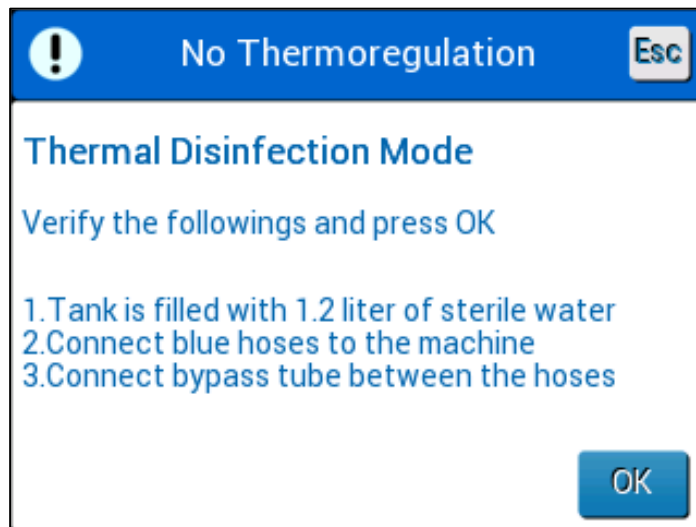 No Thermoregulation
Esc
Thermal Disinfection Mode
Verify the followings and press OK
1.Tank is filled with 1.2 liter of sterile water
2.Connect blue hoses to the machine
3.Connect bypass tube between the hoses
OK